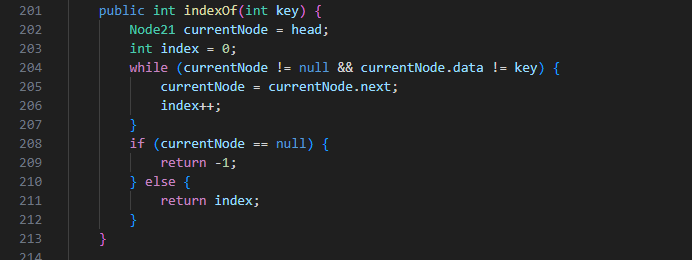 201 public int indexOf(int key) {
202 Node21 currentNode = head;
203 int index = 0;
204 while (currentNode != null && currentNode.data != key) {
205 currentNode = currentNode.next;
206 index++;
207 }
208 if (currentNode == null) {
209 return -1;
210 } else {
211 return index;
212 }
213 }
214